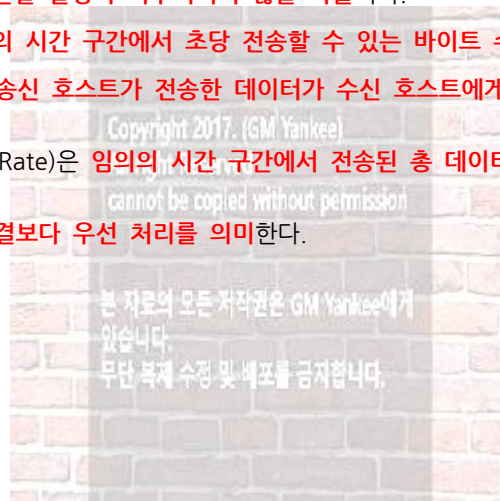 의 시간 구간에서 초당 전송할 수 있는 바이트
송신 호스트가 전송한 데이터가 수신 호스트에게
Copyright 2017. (GM Yankee)
Rate)은 임의의 시간 구간에서 전송된 총 데이터
cannot be copied without permission
결보다 우선 처리를 의미한다.
본 자료의 모든 저작권은 GM Yankee에게
있습니다.
무단 복제 수정 및 배포를 금지합니다.